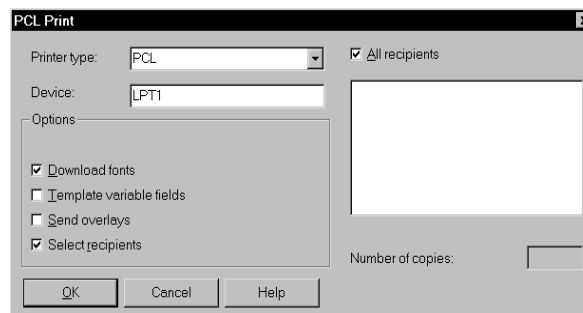 PCL Print
Printer type:
PCL
All recipients
Device:
LPT1
Options
Download fonts
Template variable fields
Send overlays
Select recipients
Number of copies:
OK
Cancel
Help